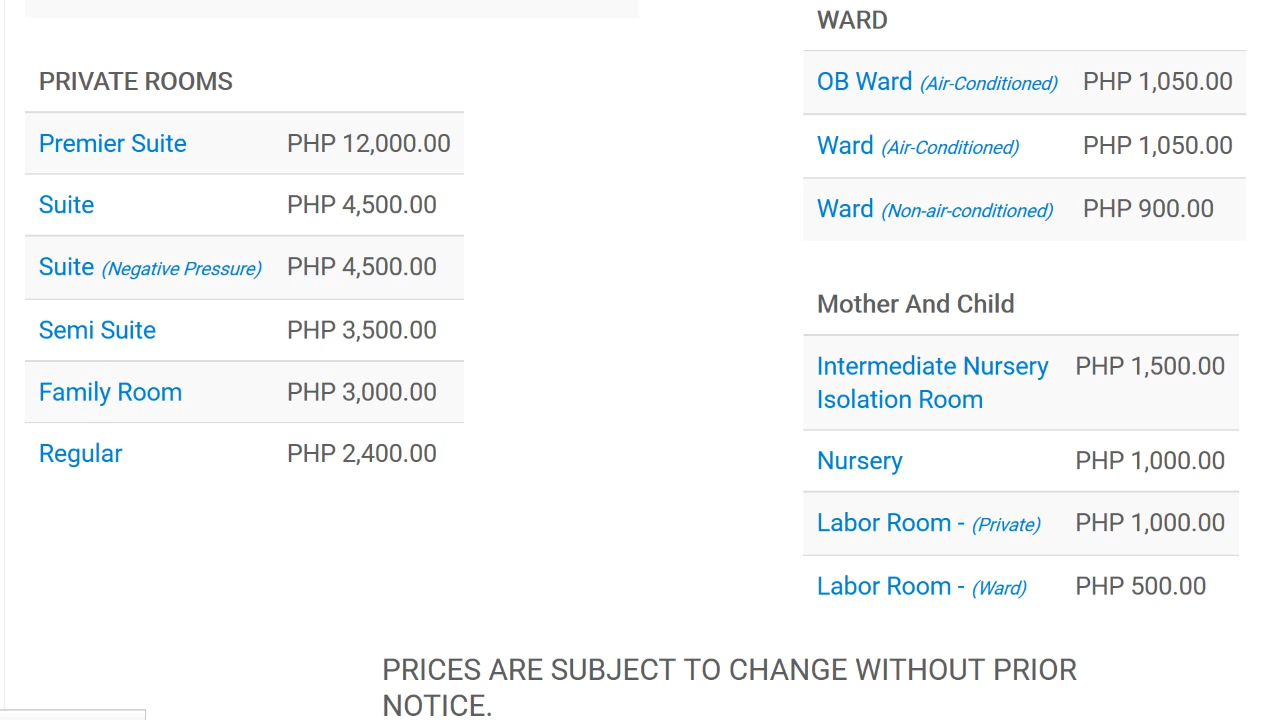 PRIVATE ROOMS
Premier Suite PHP 12,000.00
Suite PHP 4,500.00
Suite (Negative Pressure) PHP 4,500.00
Semi Suite PHP 3,500.00
Family Room PHP 3,000.00
Regular PHP 2,400.00
WARD
OB Ward (Air-Conditioned) PHP 1,050.00
Ward (Air-Conditioned) PHP 1,050.00
Ward (Non-air-conditioned) PHP 900.00
Mother And Child
Intermediate Nursery PHP 1,500.00
Isolation Room
Nursery PHP 1,000.00
Labor Room - (Private) PHP 1,000.00
Labor Room - (Ward) PHP 500.00
PRICES ARE SUBJECT TO CHANGE WITHOUT PRIOR
NOTICE.